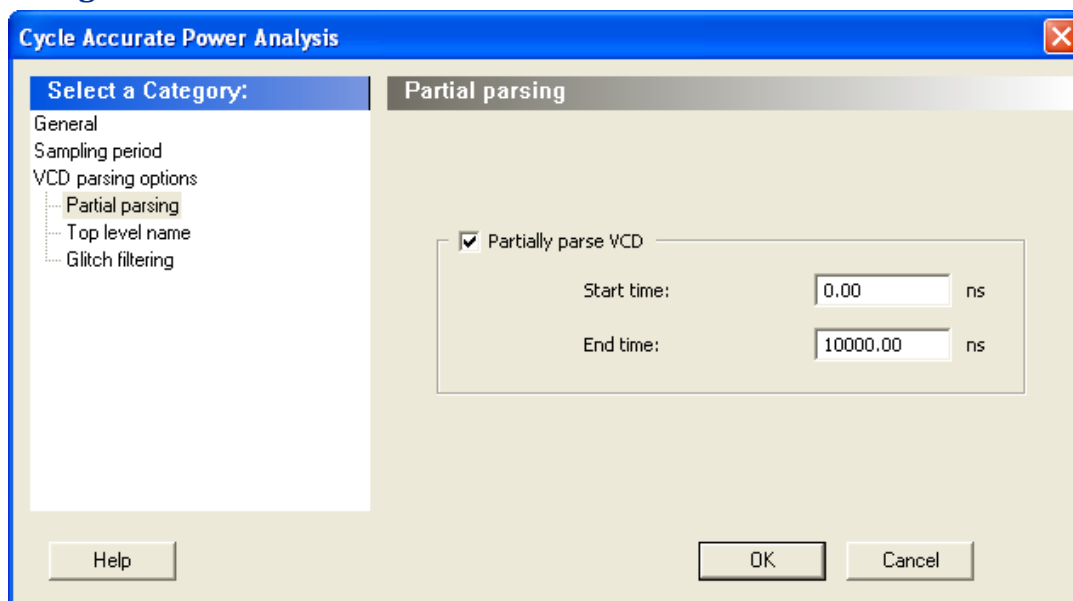 Cycle Accurate Power Analysis
Select a Category:
General
Sampling period
VCD parsing options
Partial parsing
Top level name
Glitch filtering
Partial parsing
Partially parse VCD
Start time: 0.00 ns
End time: 10000.00 ns
Help
OK
Cancel